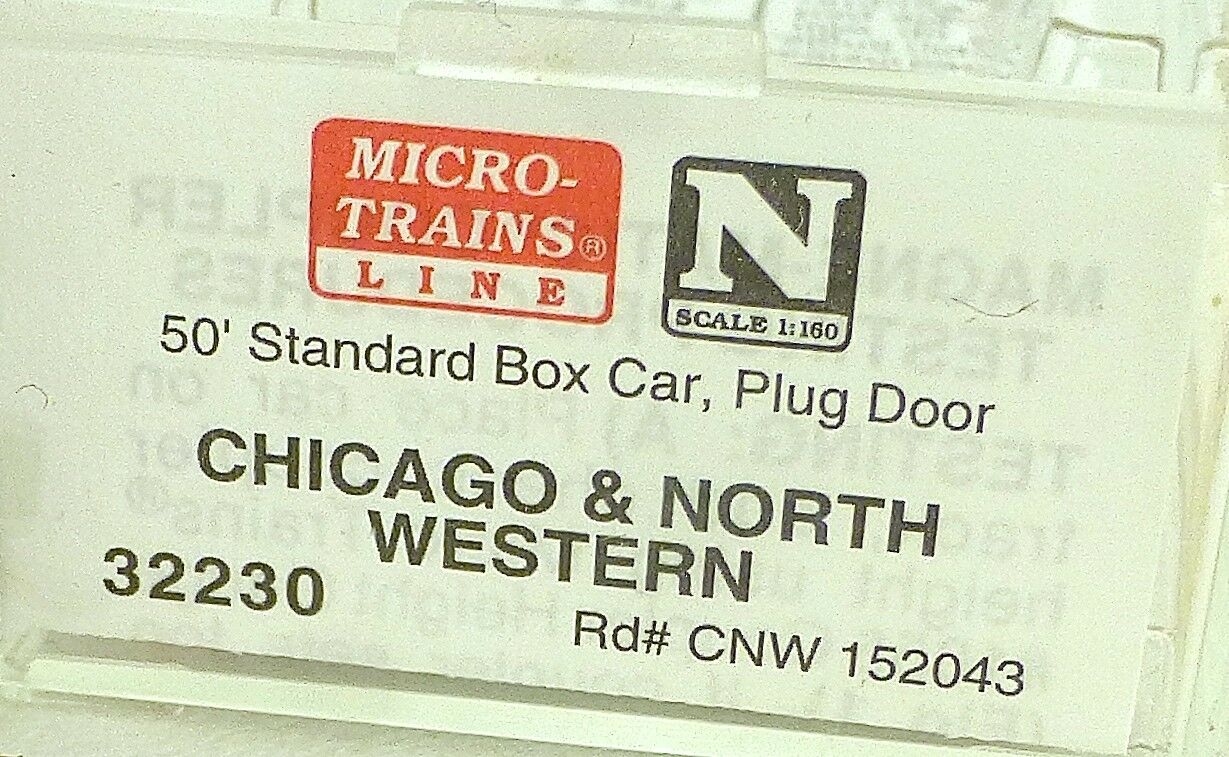 MICRO-
TRAINS®
LINE
N
SCALE 1:160
50' Standard Box Car, Plug Door
CHICAGO & NORTH
WESTERN
32230
Rd# CNW 152043